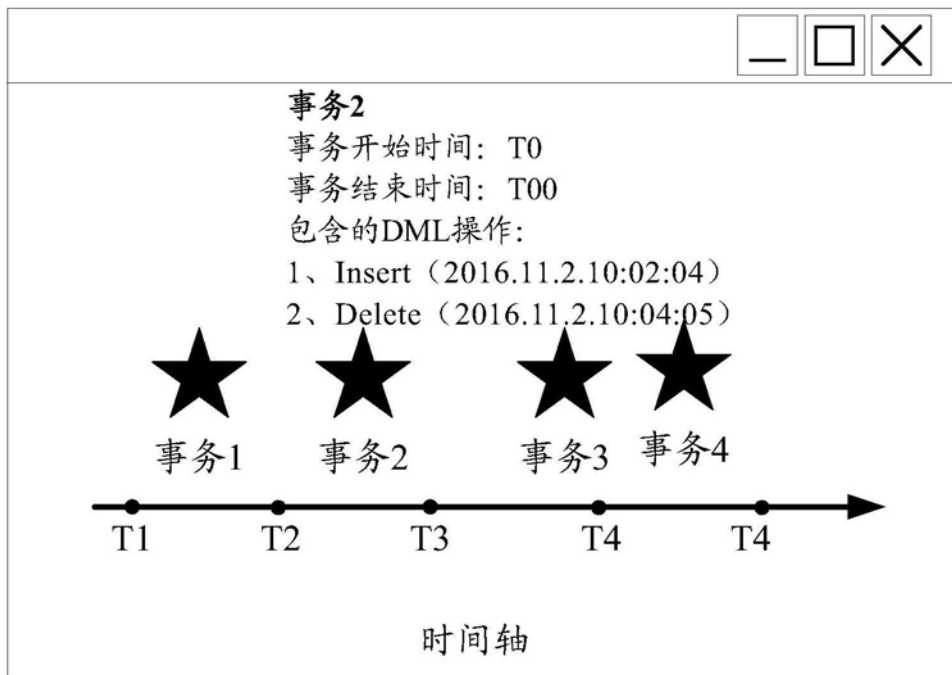 事务2
事务开始时间：T0
事务结束时间：T00
包含的DML操作：
1、Insert（2016.11.2.10:02:04）
2、Delete（2016.11.2.10:04:05）
事务1 事务2 事务3 事务4
T1 T2 T3 T4 T4
时间轴